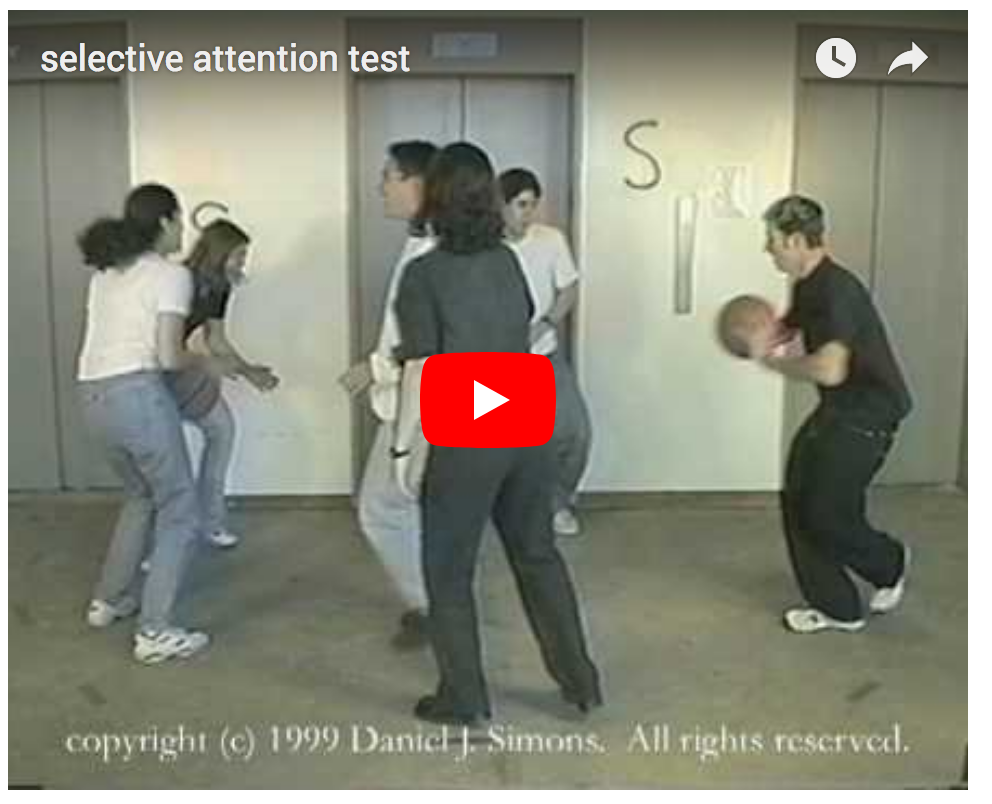 selective attention test
S
S
copyright (c) 1999 Daniel J. Simons. All rights reserved.